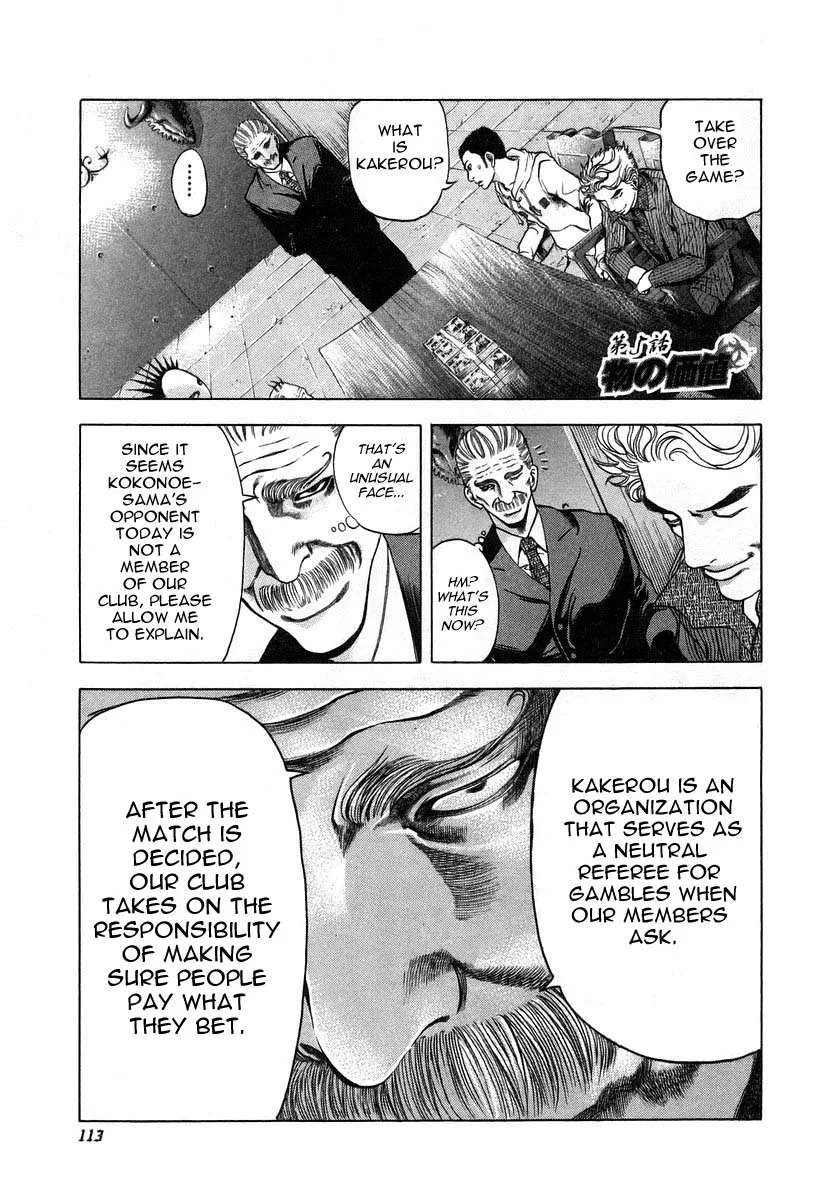 TAKE
OVER
THE
GAME?
WHAT
IS
KAKEROU?
......
第5話
物の価値
HM?
WHAT'S
THIS
NOW?
THAT'S
AN
UNUSUAL
FACE...
SINCE IT
SEEMS
KOKONOE-
SAMA'S
OPPONENT
TODAY IS
NOT A
MEMBER
OF OUR
CLUB, PLEASE
ALLOW ME
TO EXPLAIN.
KAKEROU IS AN
ORGANIZATION
THAT SERVES AS
A NEUTRAL
REFEREE FOR
GAMBLES WHEN
OUR MEMBERS
ASK.
AFTER THE
MATCH IS
DECIDED,
OUR CLUB
TAKES ON THE
RESPONSIBILITY
OF MAKING
SURE PEOPLE
PAY WHAT
THEY BET.
113